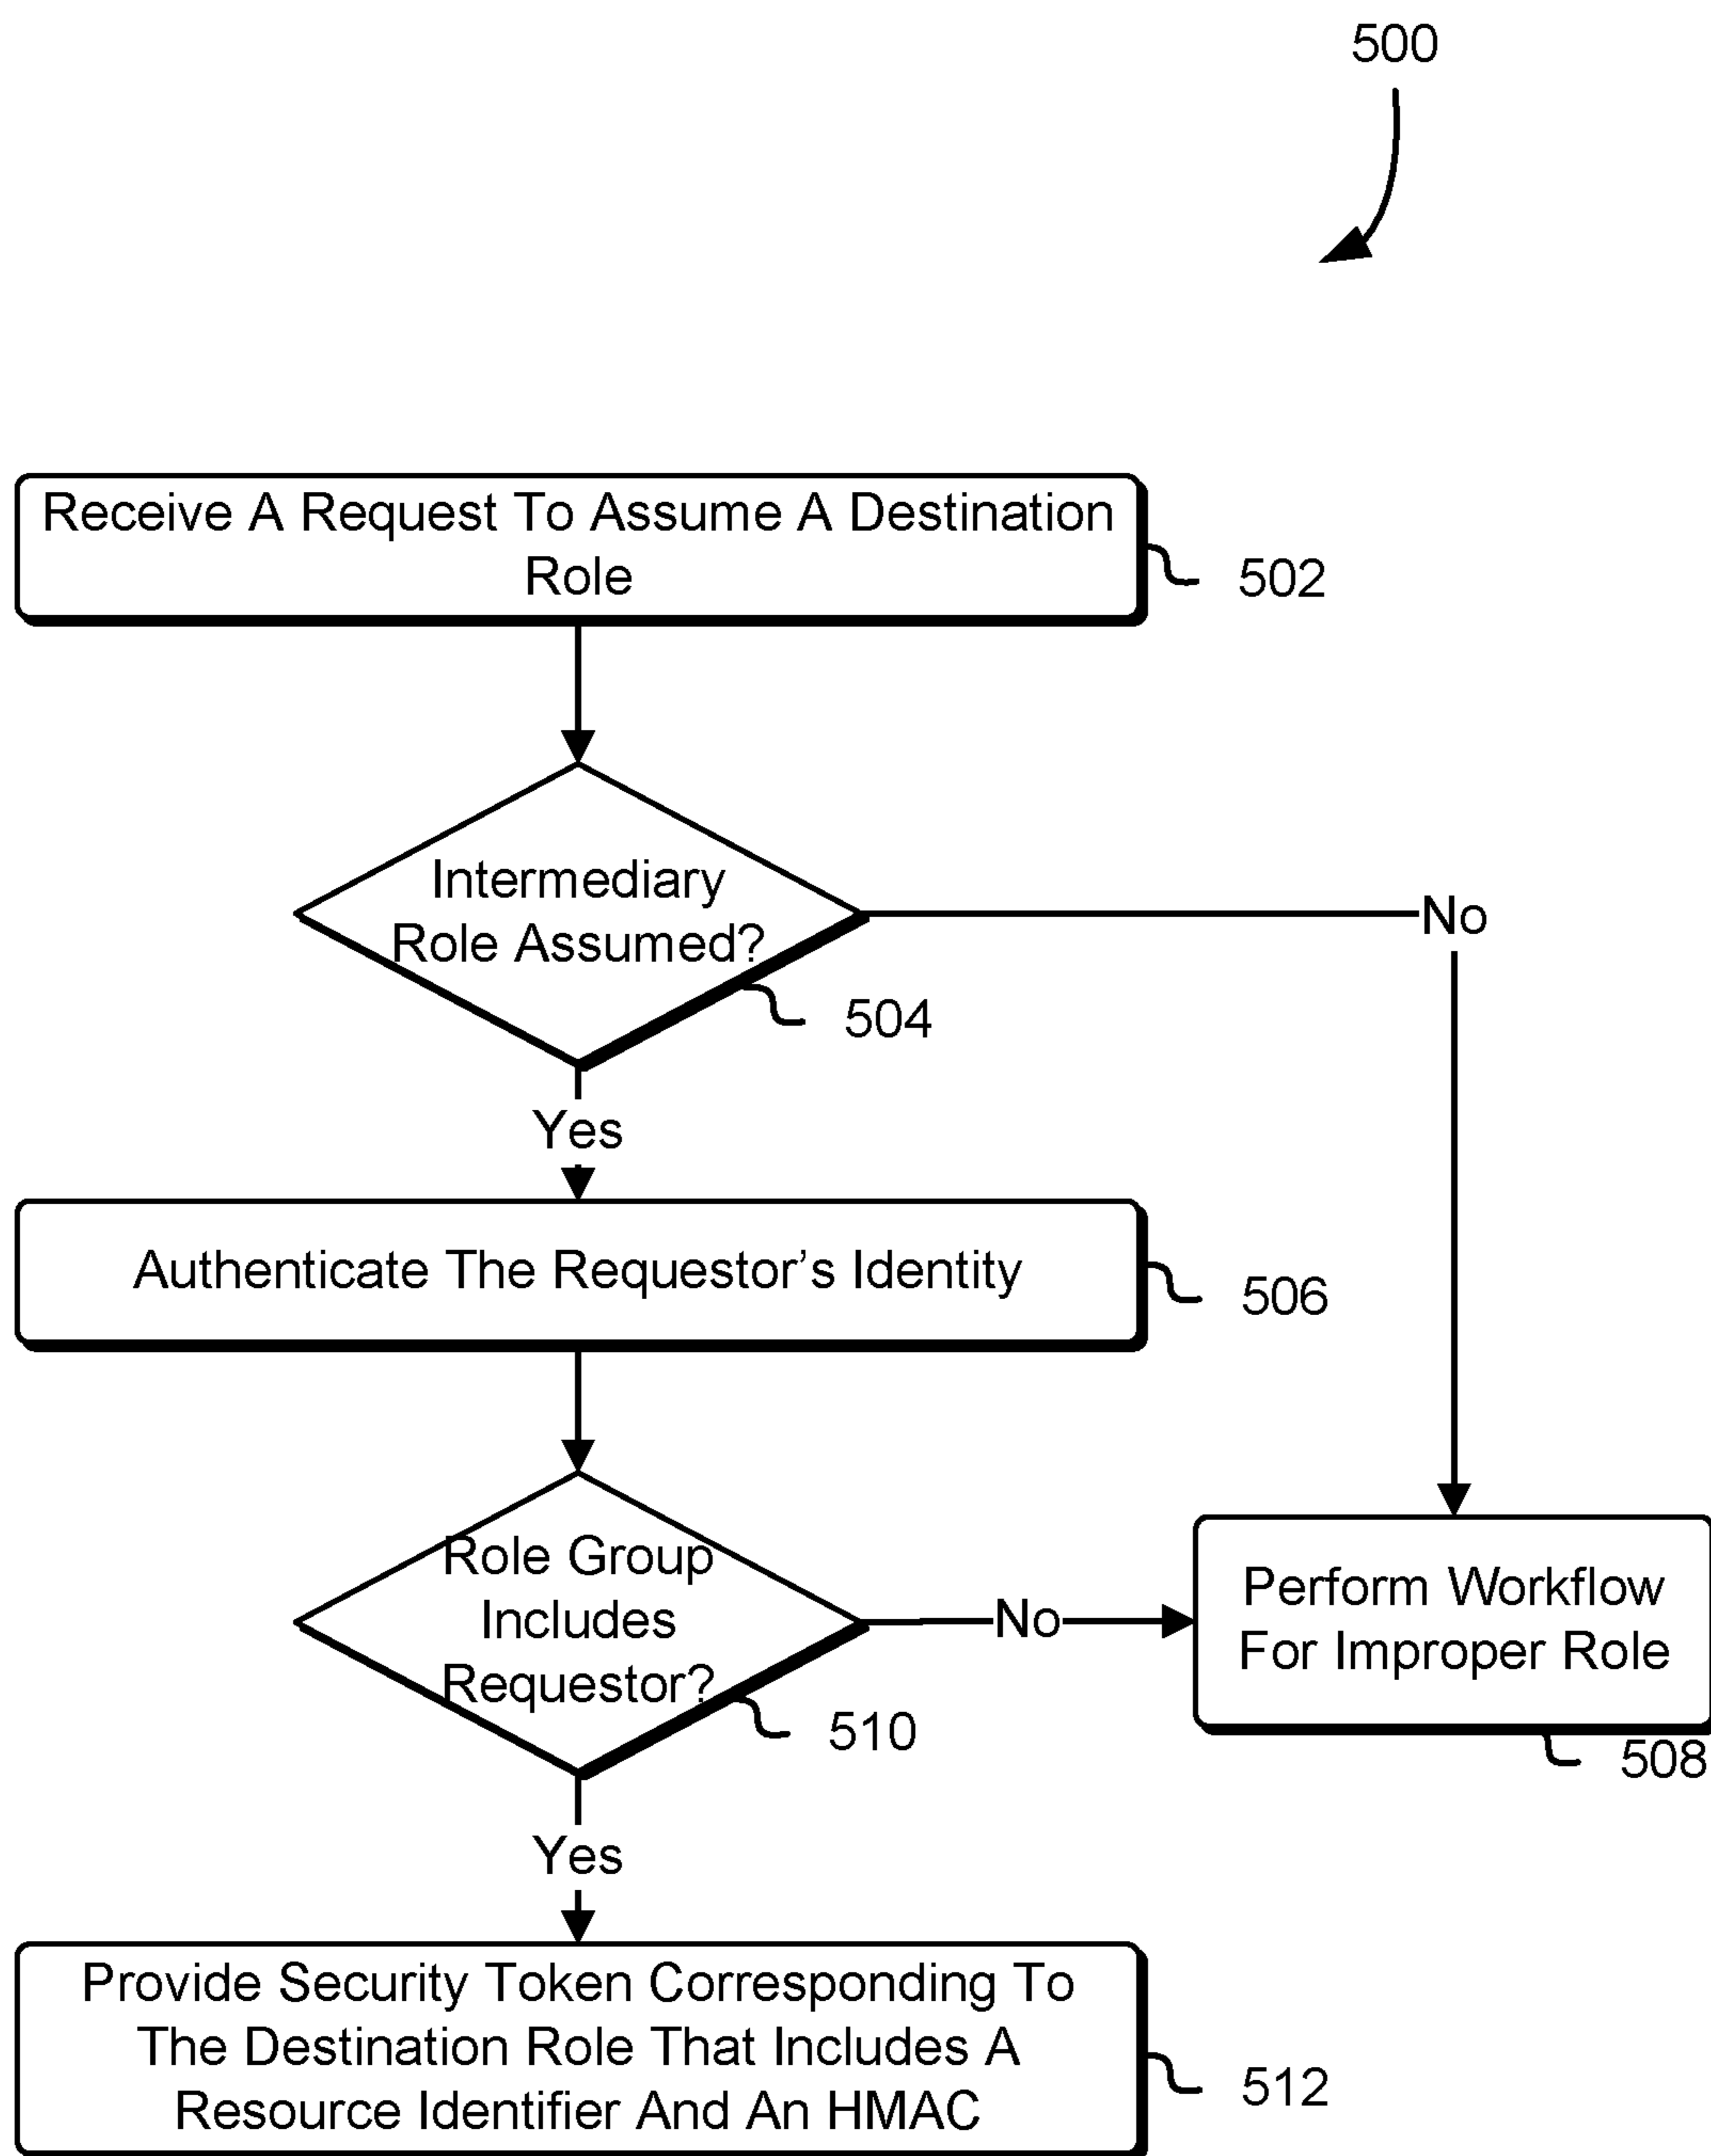 500
Receive A Request To Assume A Destination
Role
502
Intermediary
Role Assumed?
No
504
Yes
Authenticate The Requestor's Identity
506
Role Group
Includes
Requestor?
No
510
Perform Workflow
For Improper Role
508
Yes
Provide Security Token Corresponding To
The Destination Role That Includes A
Resource Identifier And An HMAC
512